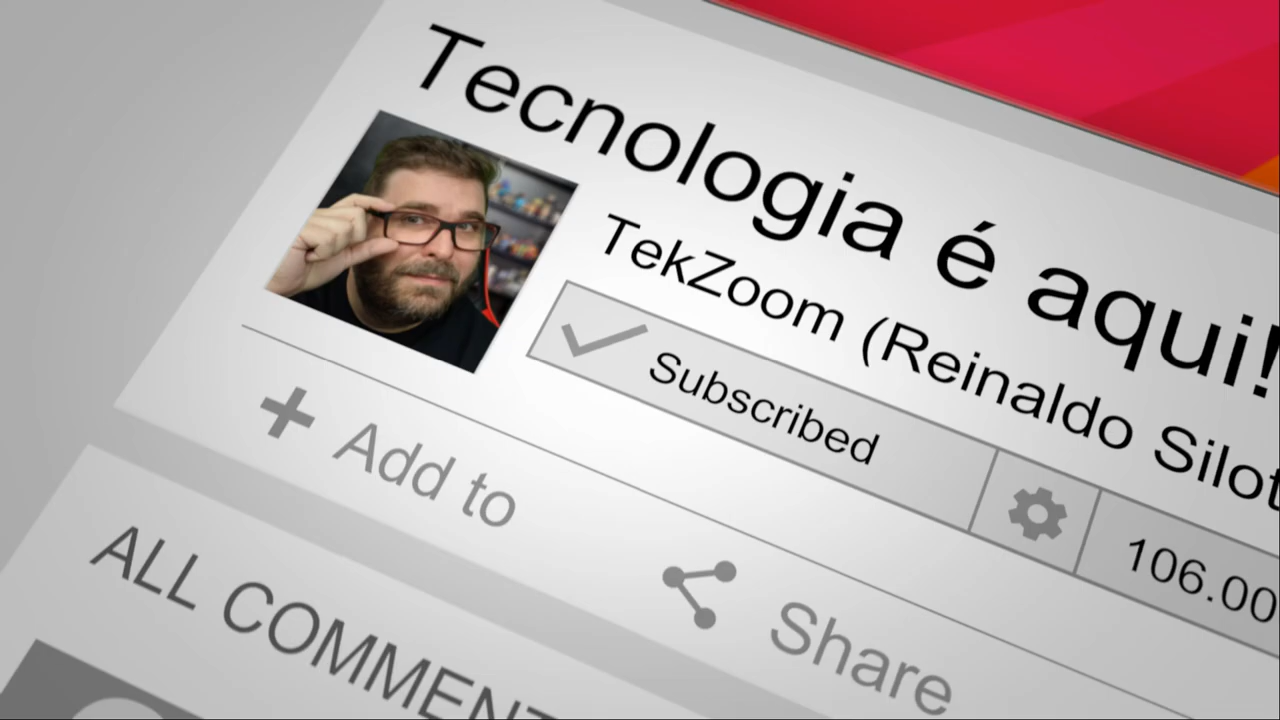 Tecnologia é aqui!
TekZoom (Reinaldo Silot
Subscribed
106.00
Add to
Share
ALL COMMENT